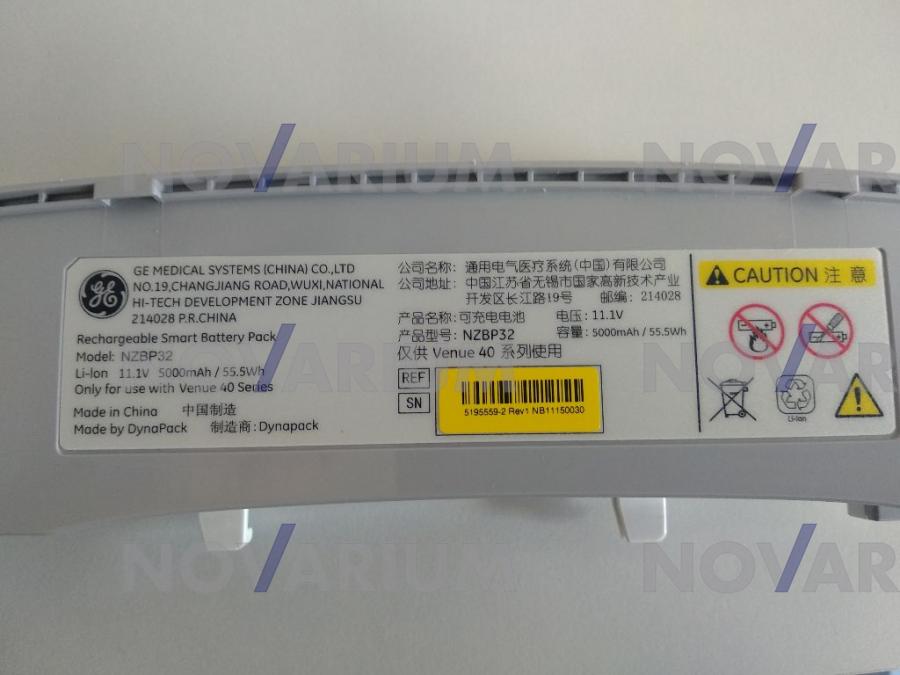 NOVARIUM
NOVARIUM
GE MEDICAL SYSTEMS (CHINA) CO.,LTD
NO.19,CHANGJIANG ROAD,WUXI,NATIONAL
HI-TECH DEVELOPMENT ZONE JIANGSU
214028 P.R.CHINA
Rechargeable Smart Battery Pack
Model: NZBP32
Li-Ion 11.1V 5000mAh / 55.5Wh
Only for use with Venue 40 Series
Made in China 中国制造
Made by DynaPack 制造商: Dynapack
公司名称: 通用电气医疗系统(中国)有限公司
公司地址: 中国江苏省无锡市国家高新技术产业
开发区长江路19号 邮编: 214028
产品名称: 可充电电池 电压: 11.1V
产品型号: NZBP32 容量: 5000mAh / 55.5Wh
仅供 Venue 40 系列使用
REF
SN
5195559-2 Rev1 NB11150030
CAUTION 注意
Li-Ion
NOVARIUM
NOVARIUM
NOVARIUM
NOVARIUM